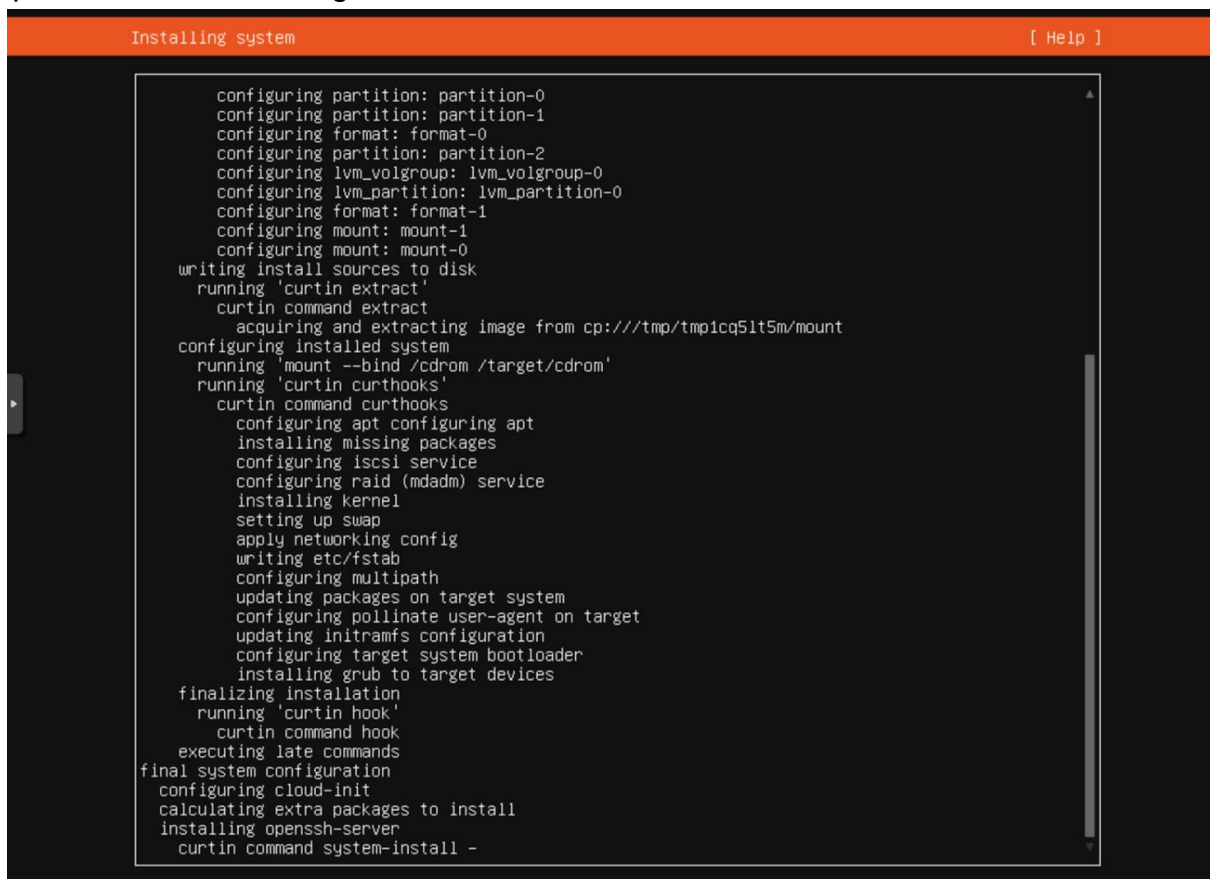 Installing system [ Help ]
configuring partition: partition-0
configuring partition: partition-1
configuring format: format-0
configuring partition: partition-2
configuring lvm_volgroup: lvm_volgroup-0
configuring lvm_partition: lvm_partition-0
configuring format: format-1
configuring mount: mount-1
configuring mount: mount-0
writing install sources to disk
running 'curtin extract'
curtin command extract
acquiring and extracting image from cp:///tmp/tmp1cq5lt5m/mount
configuring installed system
running 'mount --bind /cdrom /target/cdrom'
running 'curtin curthooks'
curtin command curthooks
configuring apt configuring apt
installing missing packages
configuring iscsi service
configuring raid (mdadm) service
installing kernel
setting up swap
apply networking config
writing etc/fstab
configuring multipath
updating packages on target system
configuring pollinate user-agent on target
updating initramfs configuration
configuring target system bootloader
installing grub to target devices
finalizing installation
running 'curtin hook'
curtin command hook
executing late commands
final system configuration
configuring cloud-init
calculating extra packages to install
installing openssh-server
curtin command system-install -